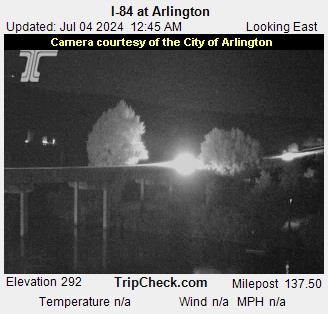 I-84 at Arlington
Updated: Jul 04 2024 12:45 AM Looking East
Camera courtesy of the City of Arlington
Elevation 292 TripCheck.com Milepost 137.50
Temperature n/a Wind n/a MPH n/a